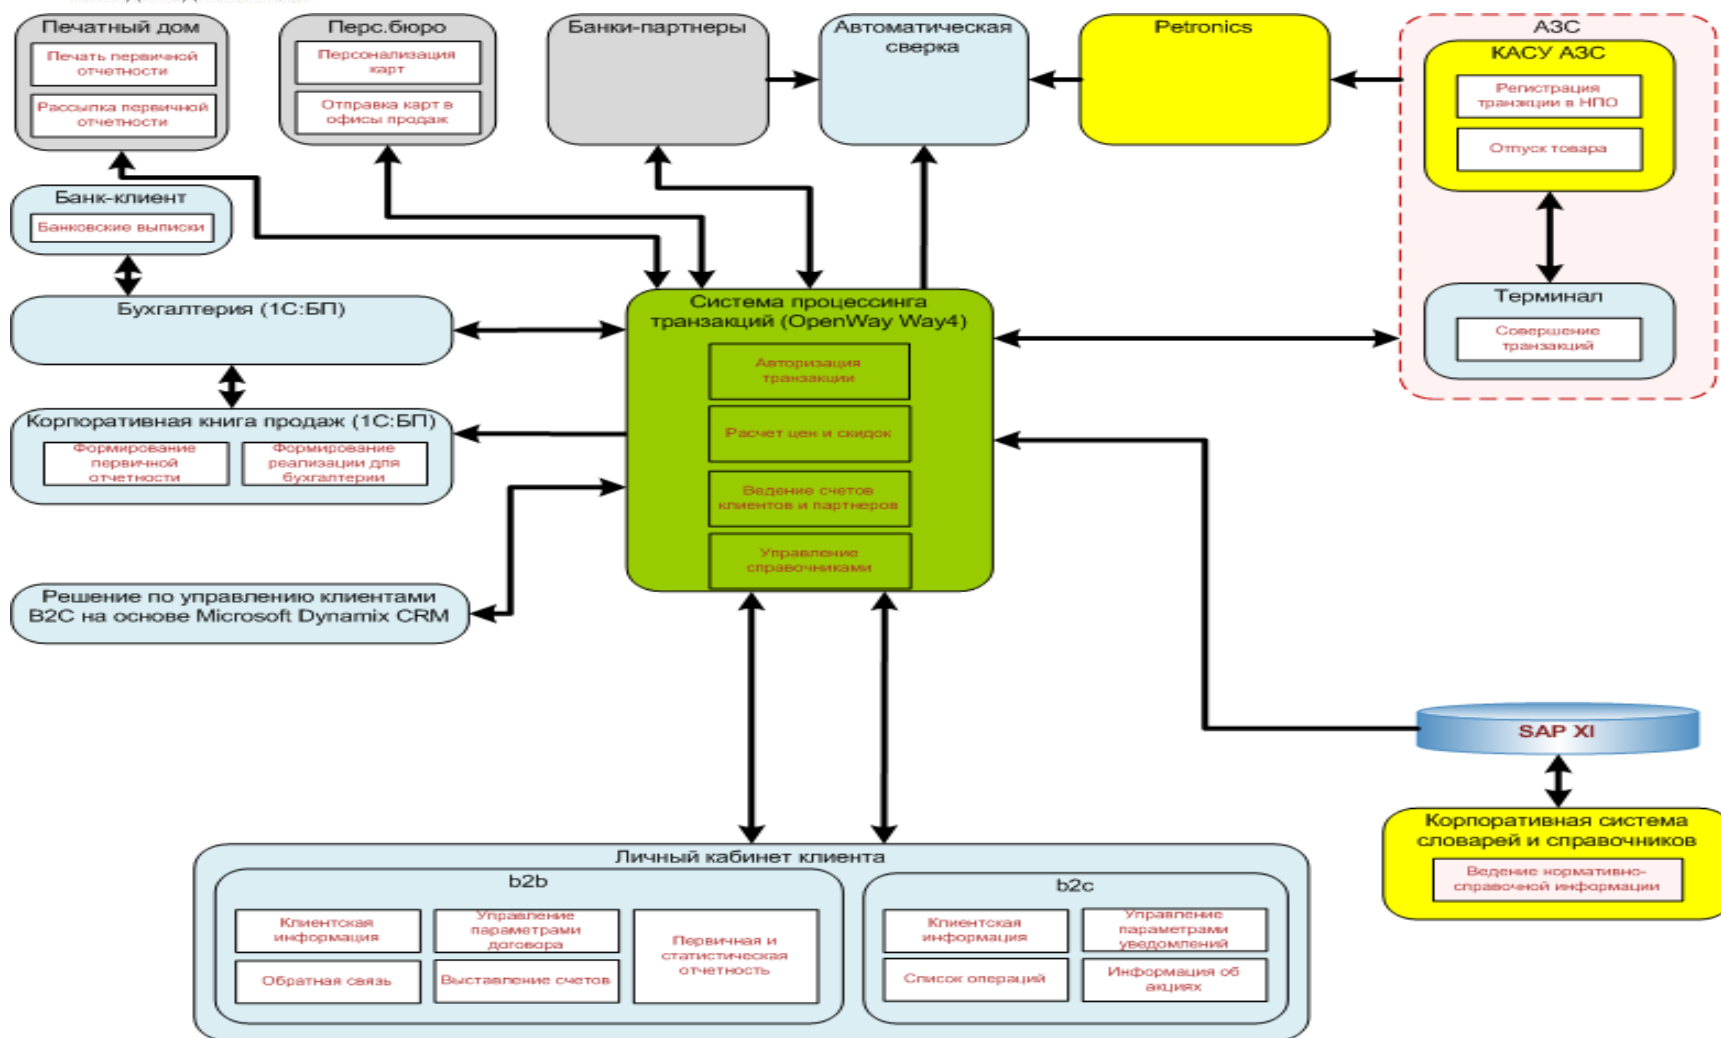 Печатный дом
Печать первичной
отчетности
Рассылка первичной
отчетности
Перс.бюро
Персонализация
карт
Отправка карт в
офисы продаж
Банки-партнеры
Автоматическая
сверка
Petronics
АЗС
КАСУ АЗС
Регистрация
транзкции в НПО
Отпуск товара
Терминал
Совершение
транзакций
Банк-клиент
Банковские выписки
Бухгалтерия (1С:БП)
Корпоративная книга продаж (1С:БП)
Формирование
первичной
отчетности
Формирование
реализации для
бухгалтерии
Решение по управлению клиентами
B2C на основе Microsoft Dynamix CRM
Система процессинга
транзакций (OpenWay Way4)
Авторизация
транзакции
Расчет цен и скидок
Ведение счетов
клиентов и партнеров
Управление
справочниками
SAP XI
Корпоративная система
словарей и справочников
Ведение нормативно-
справочной информации
Личный кабинет клиента
b2b
Клиентская
информация
Управление
параметрами
договора
Первичная и
статистическая
отчетность
Обратная связь
Выставление счетов
b2c
Клиентская
информация
Управление
параметрами
уведомлений
Список операций
Информация об
акциях